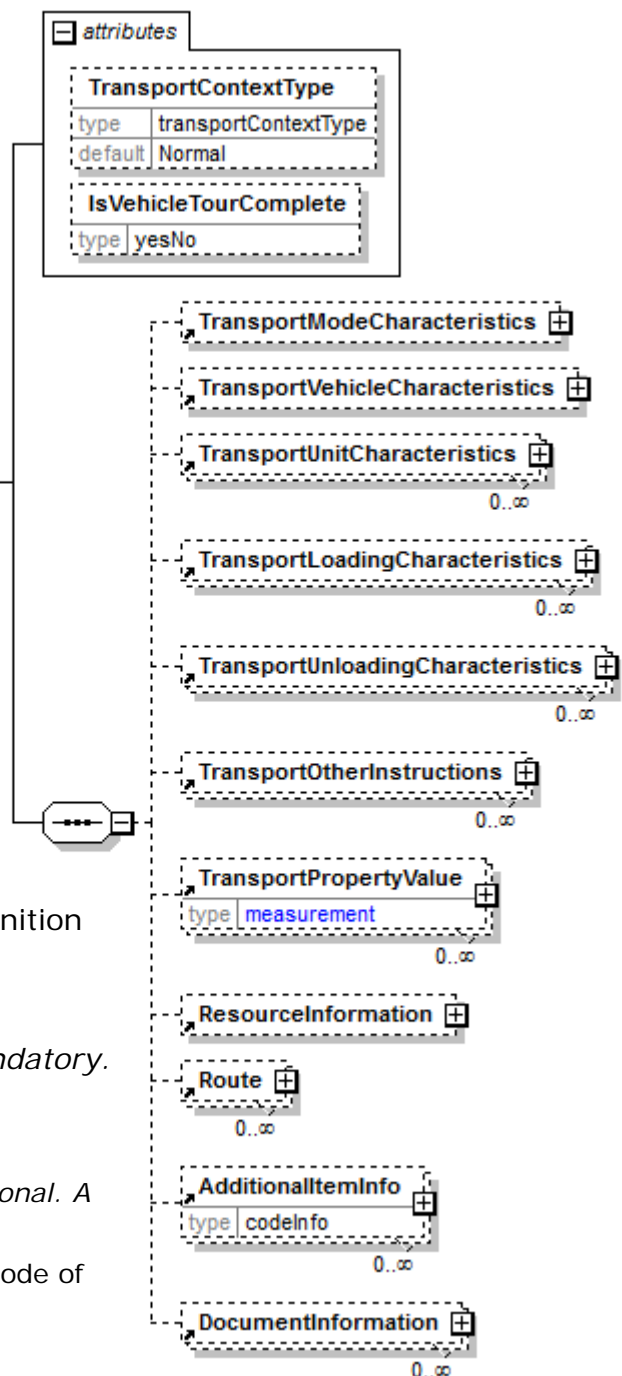 attributes
TransportContextType
type transportContextType
default Normal
IsVehicleTourComplete
type yesNo
TransportModeCharacteristics
TransportVehicleCharacteristics
TransportUnitCharacteristics
0..∞
TransportLoadingCharacteristics
0..∞
TransportUnloadingCharacteristics
0..∞
TransportOtherInstructions
0..∞
TransportPropertyValue
nition
type measurement
0..∞
ResourceInformation
ndatory.
Route
0..∞
onal. A
AdditionalItemInfo
type codeInfo
0..∞
ode of
DocumentInformation
0..∞